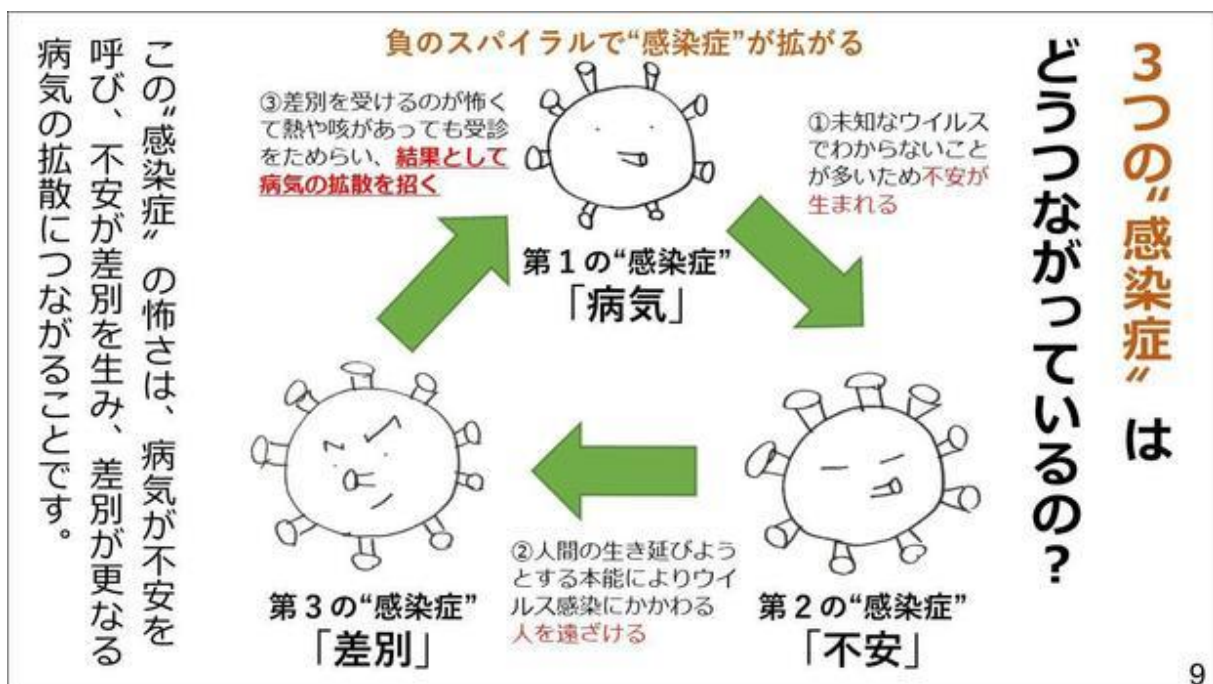 3つの“感染症”は
どうつながっているの?
負のスパイラルで“感染症”が拡がる
①未知なウイルス
でわからないこと
が多いため不安が
生まれる
③差別を受けるのが怖く
て熱や咳があっても受診
をためらい、結果として
病気の拡散を招く
第1の“感染症”
「病気」
第2の“感染症”
「不安」
②人間の生き延びよう
とする本能によりウイ
ルス感染にかかわる
人を遠ざける
第3の“感染症”
「差別」
この“感染症”の怖さは、病気が不安を
呼び、不安が差別を生み、差別が更なる
病気の拡散につながることです。
9